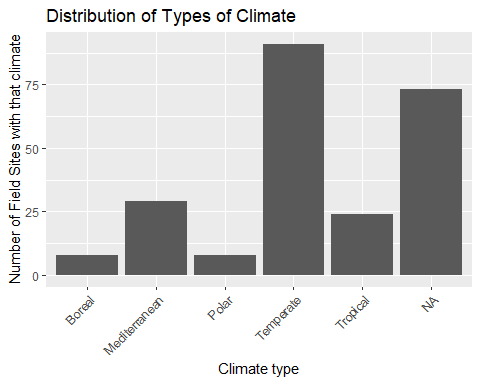 Distribution of Types of Climate
Number of Field Sites with that climate
75
50
25
0
Boreal
Mediterranean
Polar
Temperate
Tropical
NA
Climate type